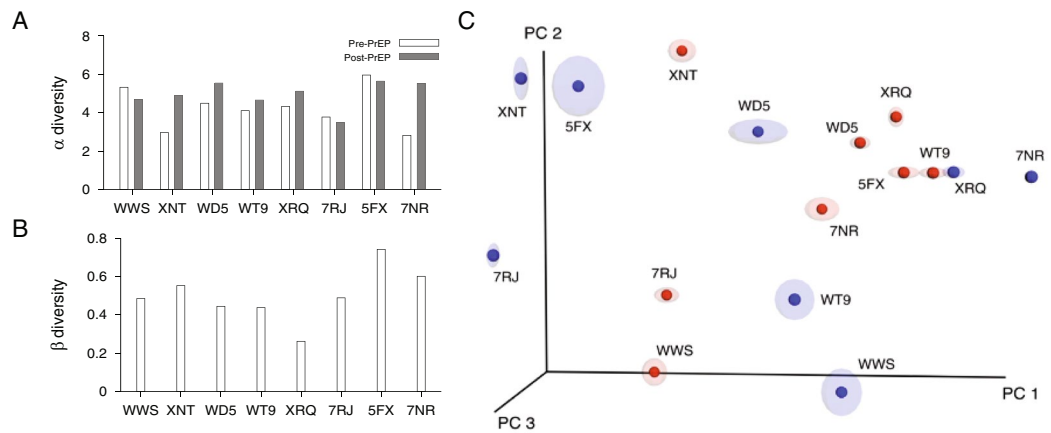 A
8
6
4
2
0
α diversity
Pre-PrEP
Post-PrEP
WWS XNT WD5 WT9 XRQ 7RJ 5FX 7NR
B
0.8
0.6
0.4
0.2
0
β diversity
WWS XNT WD5 WT9 XRQ 7RJ 5FX 7NR
C
PC 2
XNT
XNT
5FX
WD5
XRQ
WD5
WT9
7NR
5FX
XRQ
7NR
7RJ
7RJ
WT9
WWS
WWS
PC 1
PC 3